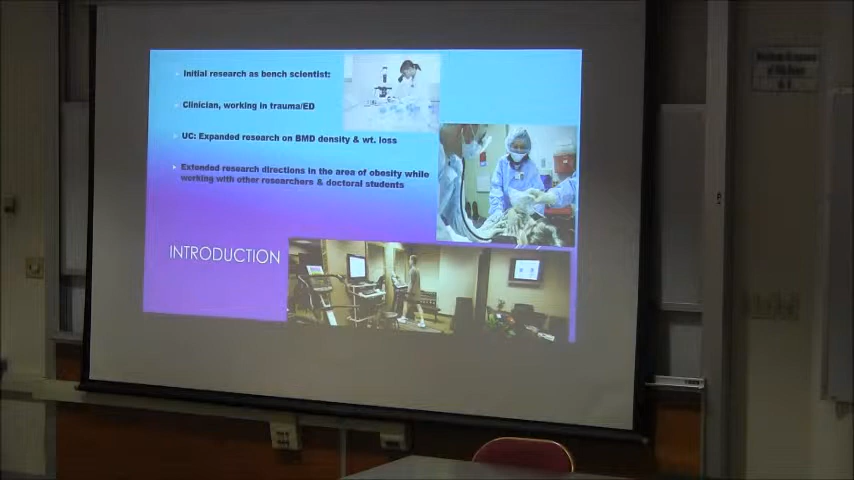 Initial research as bench scientist:
Clinician, working in trauma/ED
UC: Expanded research on BMD density & wt. loss
Extended research directions in the area of obesity while
working with other researchers & doctoral students
INTRODUCTION